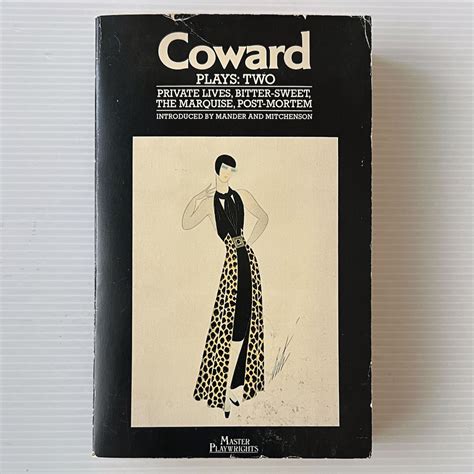 Coward
PLAYS: TWO
PRIVATE LIVES, BITTER-SWEET,
THE MARQUISE, POST-MORTEM
INTRODUCED BY MANDER AND MITCHENSON
MASTER
PLAYWRIGHTS